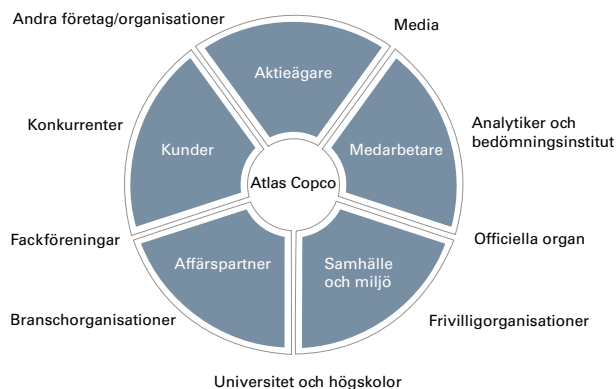 Andra företag/organisationer
Media
Aktieägare
Konkurrenter
Kunder
Medarbetare
Analytiker och
bedömningsinstitut
Atlas Copco
Fackföreningar
Affärspartner
Samhälle
och miljö
Officiella organ
Branschorganisationer
Frivilligorganisationer
Universitet och högskolor